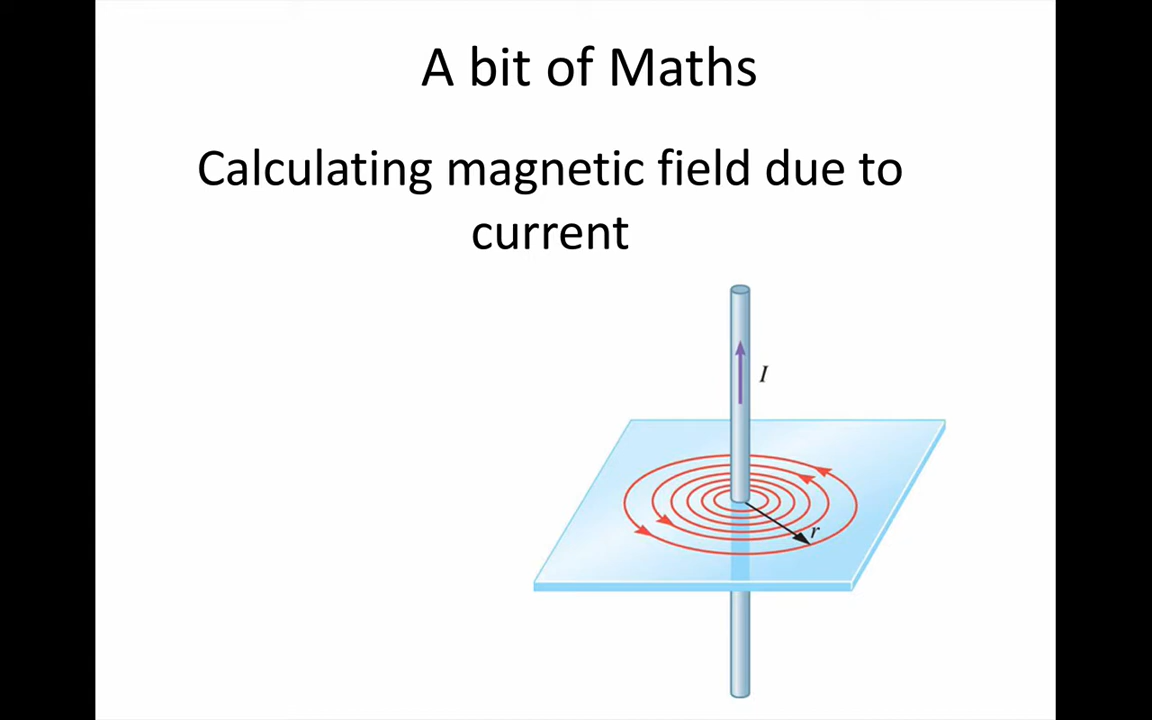 A bit of Maths
Calculating magnetic field due to
current
I
r